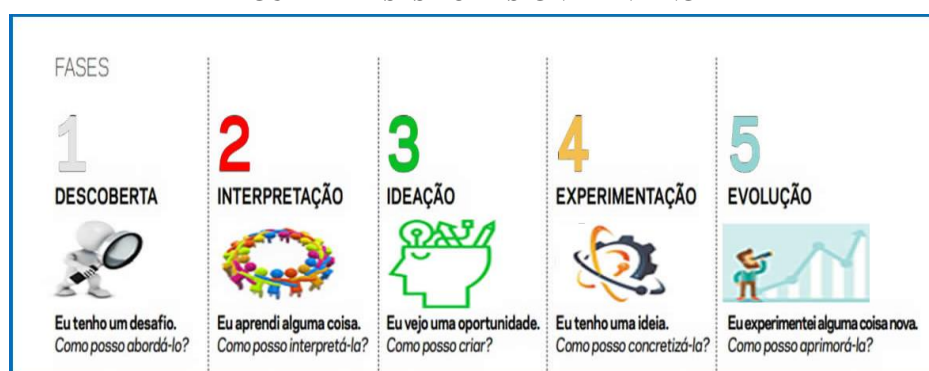 FASES
1
DESCOBERTA
Eu tenho um desafio.
Como posso abordá-lo?
2
INTERPRETAÇÃO
Eu aprendi alguma coisa.
Como posso interpretá-la?
3
IDEAÇÃO
Eu vejo uma oportunidade.
Como posso criar?
4
EXPERIMENTAÇÃO
Eu tenho uma ideia.
Como posso concretizá-la?
5
EVOLUÇÃO
Eu experimentei alguma coisa nova.
Como posso aprimorá-la?